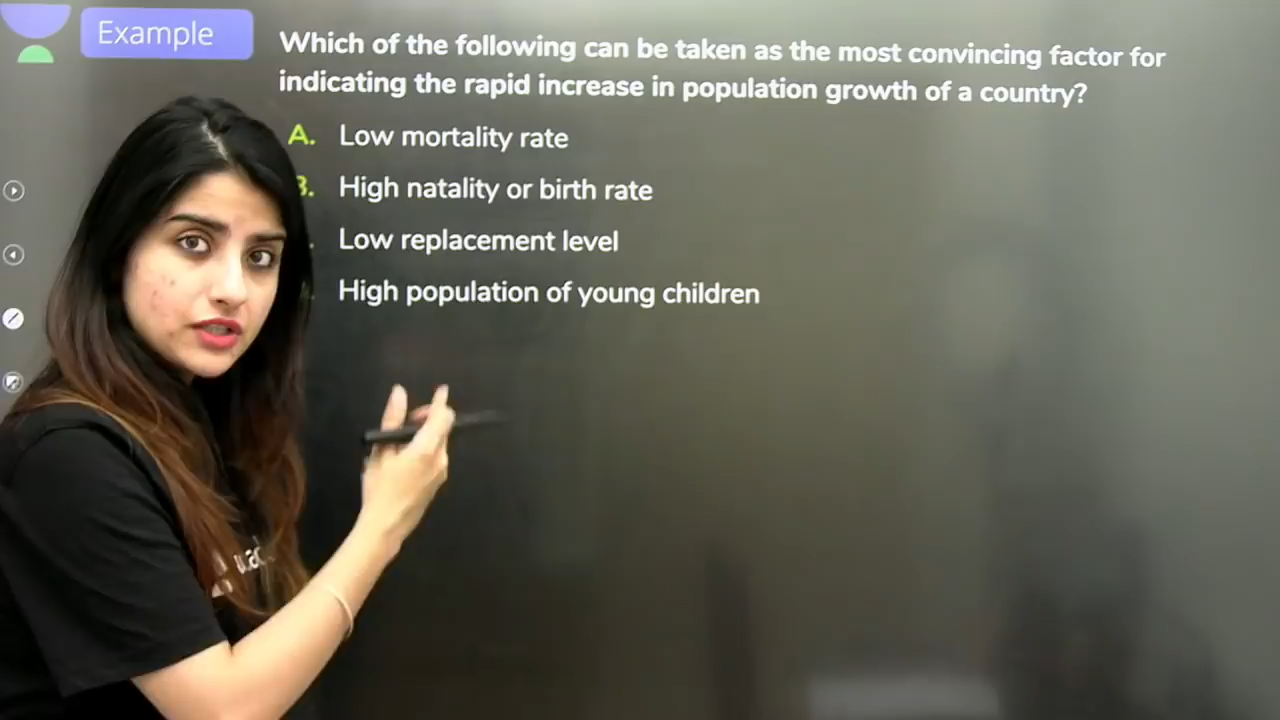 Example
Which of the following can be taken as the most convincing factor for
indicating the rapid increase in population growth of a country?
A. Low mortality rate
B. High natality or birth rate
Low replacement level
High population of young children